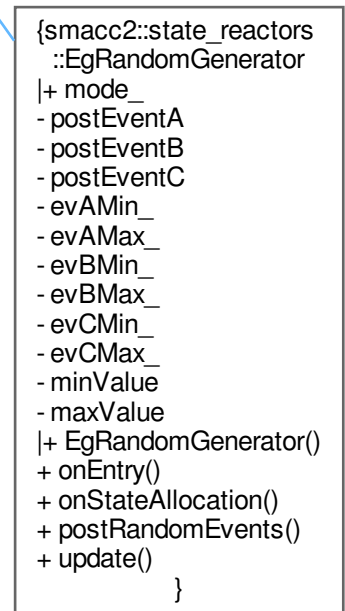 {smacc2::state_reactors
::EgRandomGenerator
|+ mode_
- postEventA
- postEventB
- postEventC
- evAMin_
- evAMax_
- evBMin_
- evBMax_
- evCMin_
- evCMax_
- minValue
- maxValue
|+ EgRandomGenerator()
+ onEntry()
+ onStateAllocation()
+ postRandomEvents()
+ update()
}